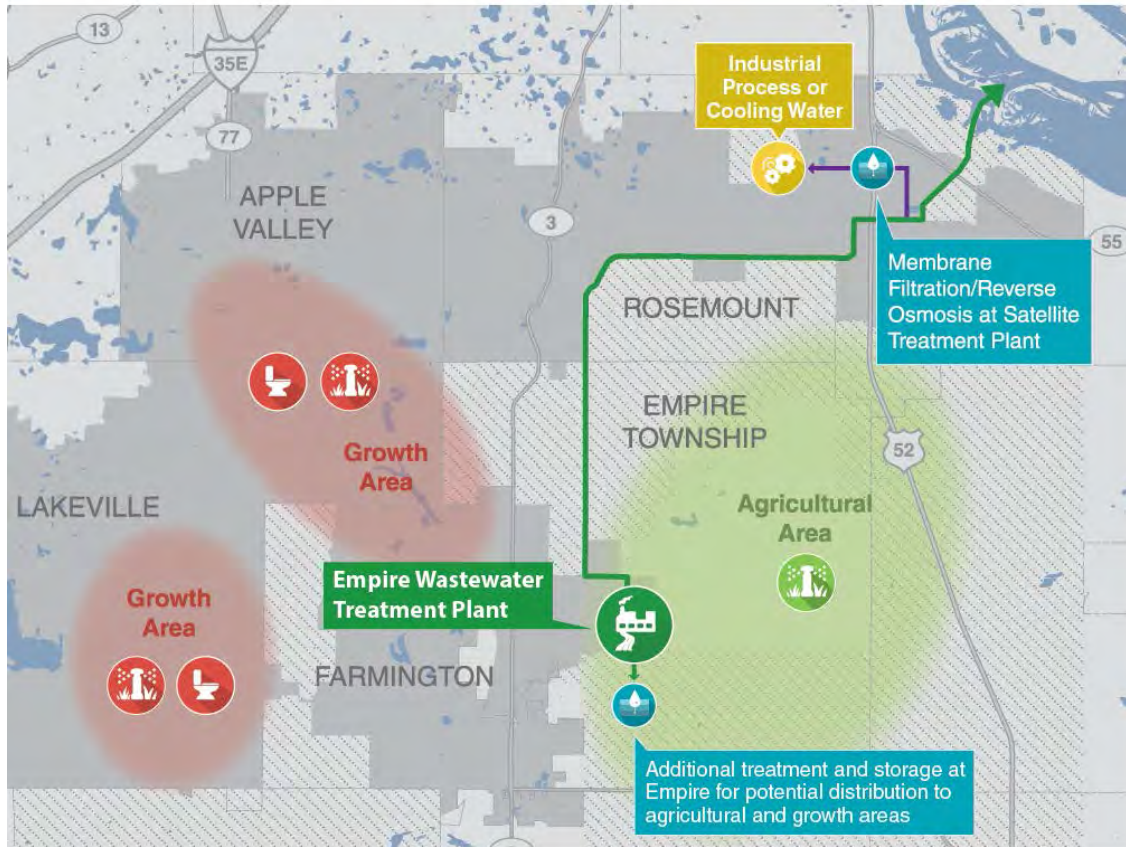 13
35E
77
Industrial
Process or
Cooling Water
APPLE
VALLEY
3
55
Membrane
Filtration/Reverse
Osmosis at Satellite
Treatment Plant
ROSEMOUNT
EMPIRE
TOWNSHIP
52
Growth
Area
LAKEVILLE
Agricultural
Area
Empire Wastewater
Treatment Plant
Growth
Area
FARMINGTON
Additional treatment and storage at
Empire for potential distribution to
agricultural and growth areas